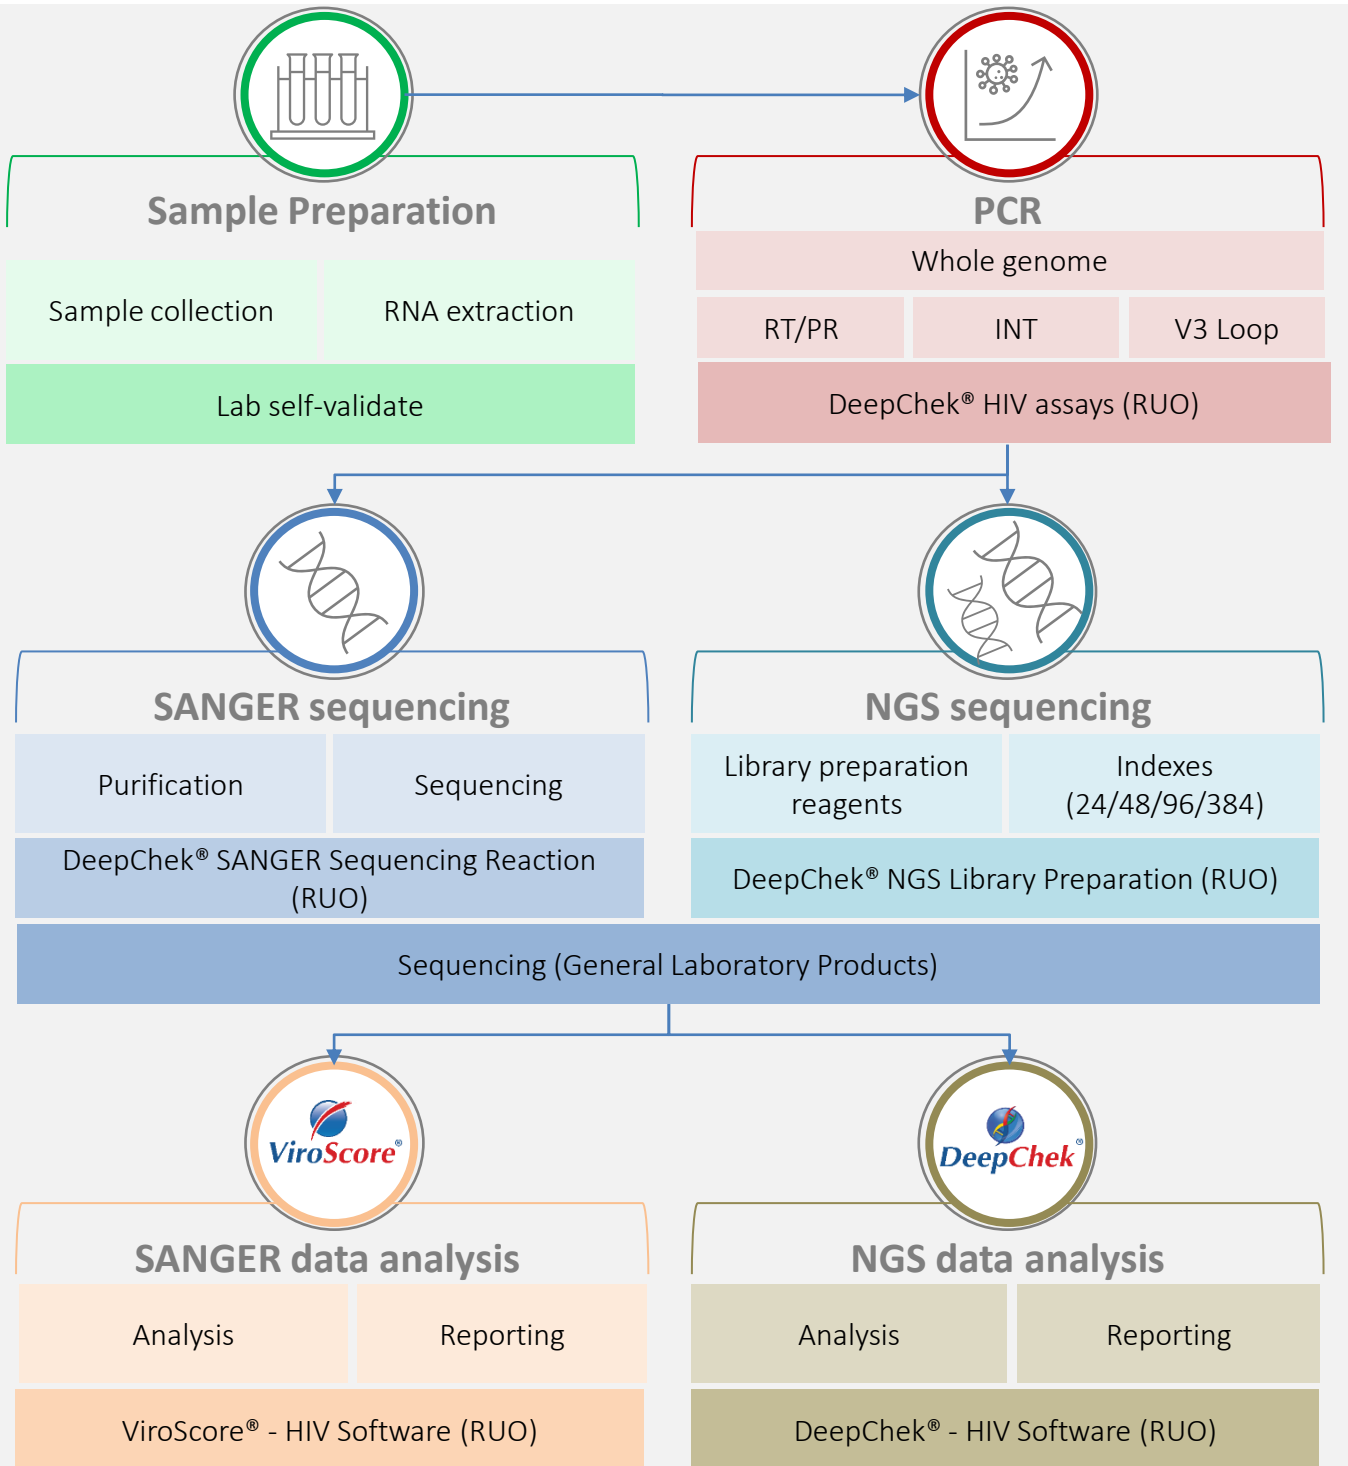 Sample Preparation
PCR
Sample collection
RNA extraction
Lab self-validate
Whole genome
RT/PR
INT
V3 Loop
DeepChek® HIV assays (RUO)
SANGER sequencing
NGS sequencing
Purification
Sequencing
DeepChek® SANGER Sequencing Reaction
(RUO)
Library preparation
reagents
Indexes
(24/48/96/384)
DeepChek® NGS Library Preparation (RUO)
Sequencing (General Laboratory Products)
ViroScore®
DeepChek®
SANGER data analysis
NGS data analysis
Analysis
Reporting
ViroScore® - HIV Software (RUO)
Analysis
Reporting
DeepChek® - HIV Software (RUO)